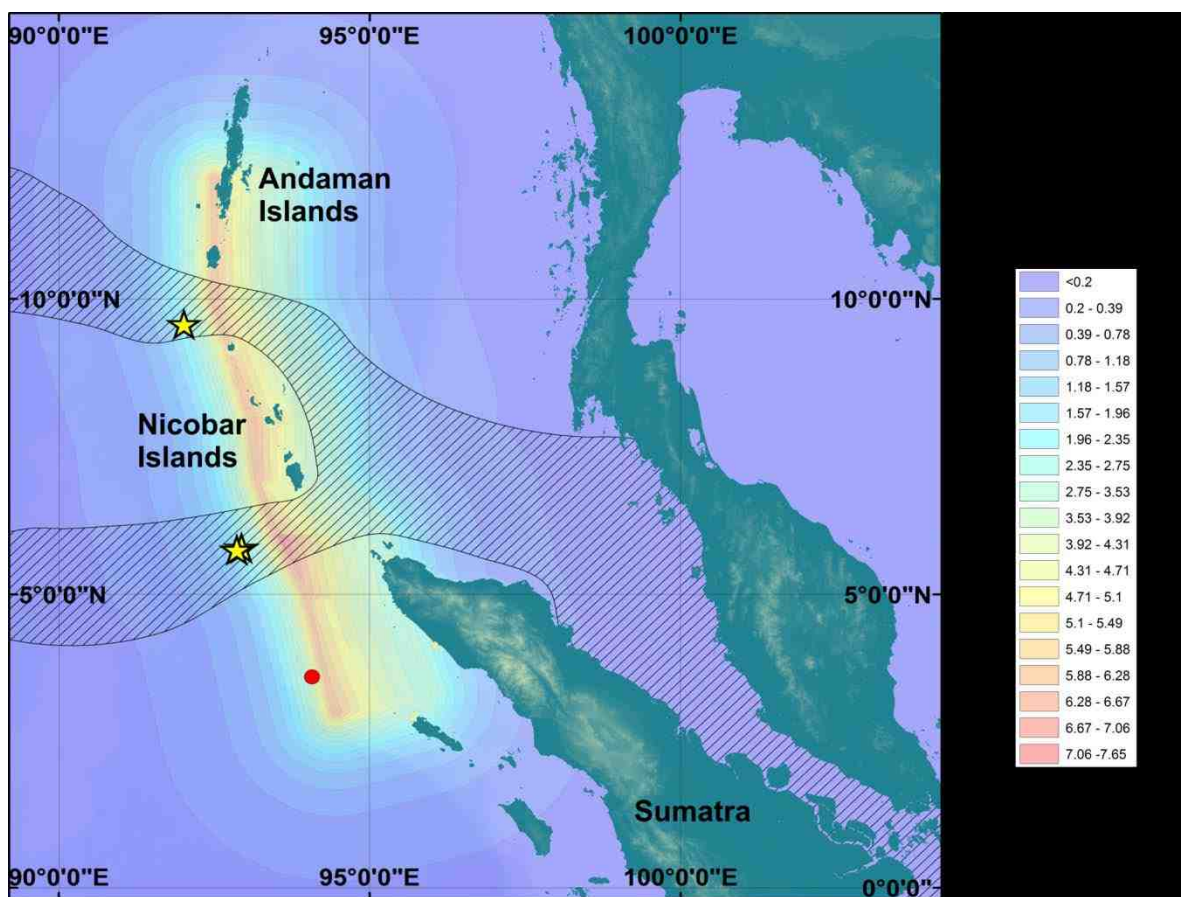 90°0'0"E 95°0'0"E 100°0'0"E
Andaman
Islands
10°0'0"N 10°0'0"N
Nicobar
Islands
5°0'0"N 5°0'0"N
Sumatra
90°0'0"E 95°0'0"E 100°0'0"E 0°0'0"
<0.2
0.2 - 0.39
0.39 - 0.78
0.78 - 1.18
1.18 - 1.57
1.57 - 1.96
1.96 - 2.35
2.35 - 2.75
2.75 - 3.53
3.53 - 3.92
3.92 - 4.31
4.31 - 4.71
4.71 - 5.1
5.1 - 5.49
5.49 - 5.88
5.88 - 6.28
6.28 - 6.67
6.67 - 7.06
7.06 - 7.65